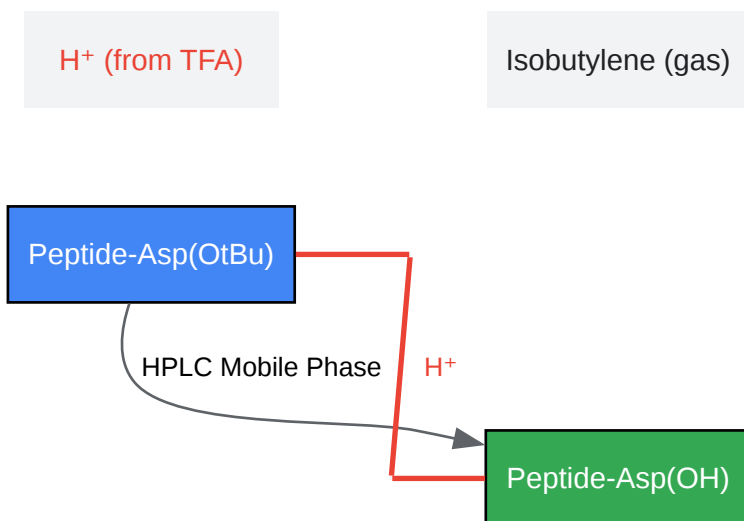 H⁺ (from TFA)
Isobutylene (gas)
Peptide-Asp(OtBu)
HPLC Mobile Phase
H⁺
Peptide-Asp(OH)